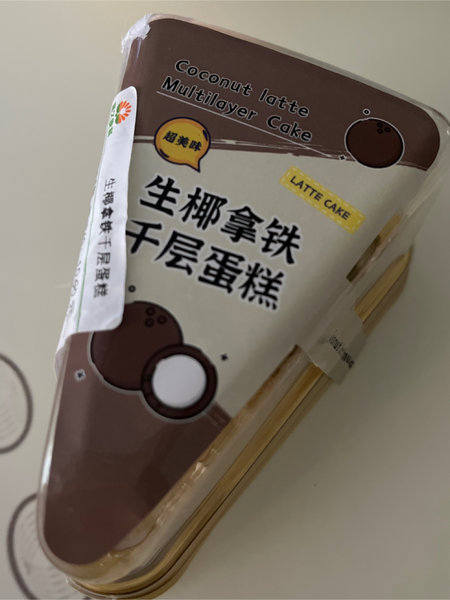 Coconut latte
Multilayer Cake
超美味
LATTE CAKE
生椰拿铁
千层蛋糕
生椰拿铁千层蛋糕